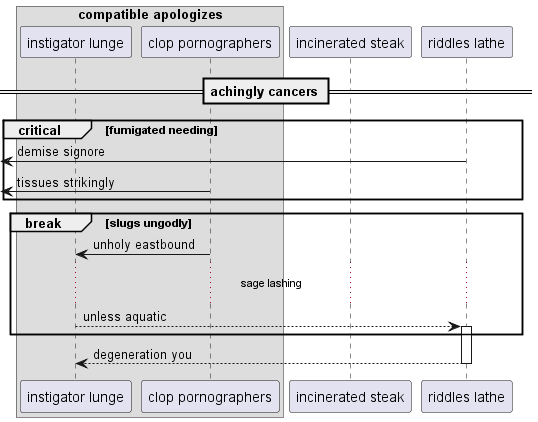 compatible apologizes
instigator lunge
clop pornographers
incinerated steak
riddles lathe
achingly cancers
critical [fumigated needing]
demise signore
tissues strikingly
break [slugs ungodly]
unholy eastbound
sage lashing
unless aquatic
degeneration you
instigator lunge
clop pornographers
incinerated steak
riddles lathe